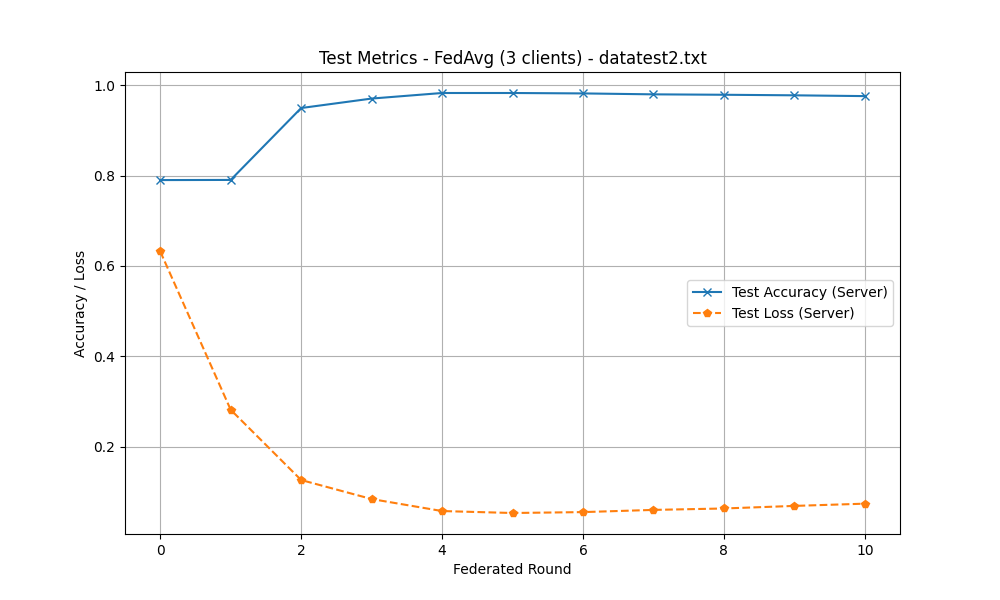 Test Metrics - FedAvg (3 clients) - datatest2.txt
1.0
0.8
0.6
0.4
0.2
Accuracy / Loss
Test Accuracy (Server)
Test Loss (Server)
0 2 4 6 8 10
Federated Round